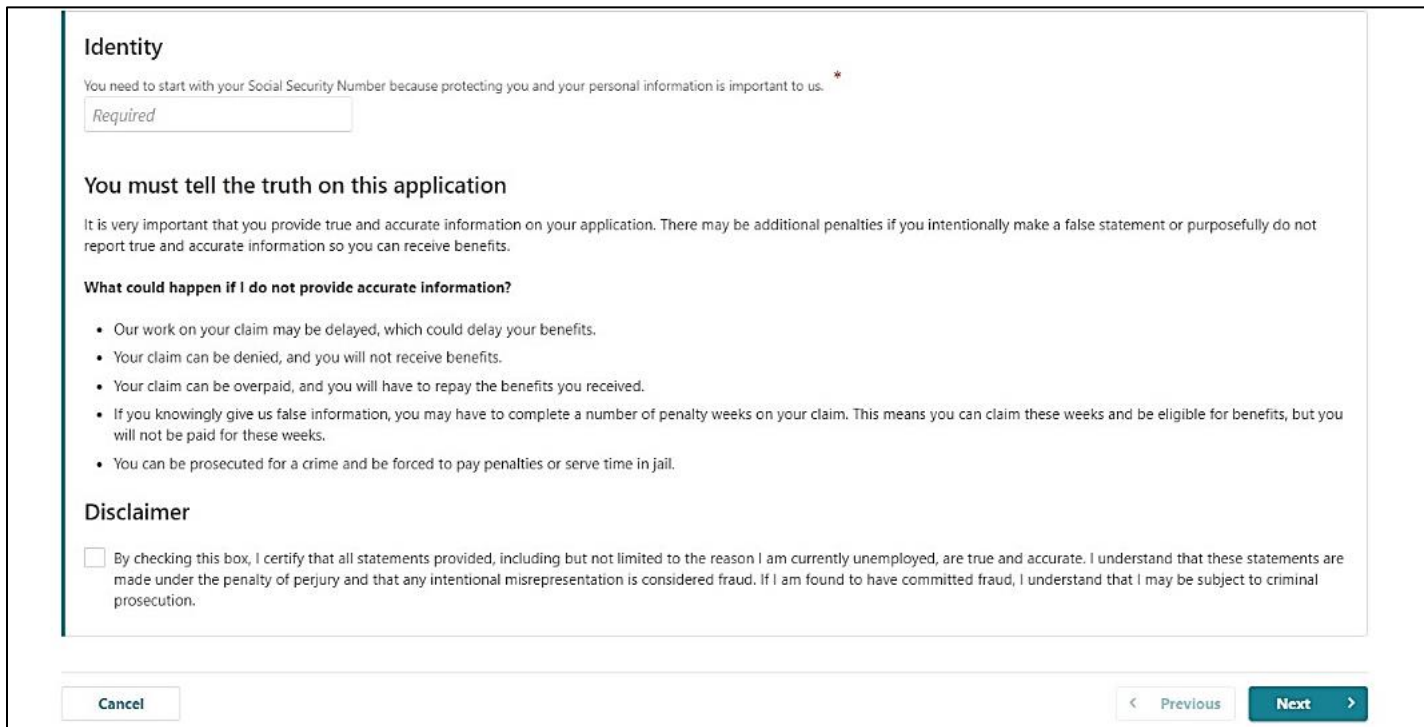 Identity
You need to start with your Social Security Number because protecting you and your personal information is important to us. *
Required
You must tell the truth on this application
It is very important that you provide true and accurate information on your application. There may be additional penalties if you intentionally make a false statement or purposefully do not
report true and accurate information so you can receive benefits.
What could happen if I do not provide accurate information?
• Our work on your claim may be delayed, which could delay your benefits.
• Your claim can be denied, and you will not receive benefits.
• Your claim can be overpaid, and you will have to repay the benefits you received.
• If you knowingly give us false information, you may have to complete a number of penalty weeks on your claim. This means you can claim these weeks and be eligible for benefits, but you
will not be paid for these weeks.
• You can be prosecuted for a crime and be forced to pay penalties or serve time in jail.
Disclaimer
By checking this box, I certify that all statements provided, including but not limited to the reason I am currently unemployed, are true and accurate. I understand that these statements are
made under the penalty of perjury and that any intentional misrepresentation is considered fraud. If I am found to have committed fraud, I understand that I may be subject to criminal
prosecution.
Cancel < Previous Next >